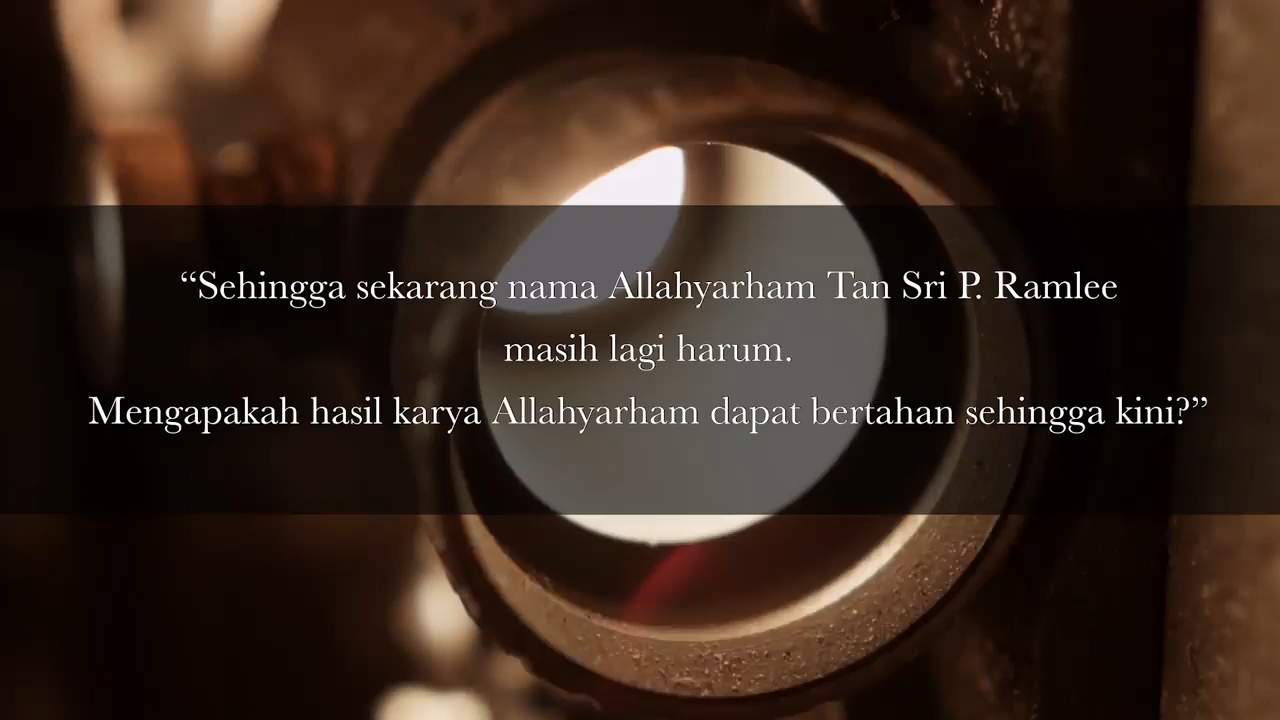 “Sehingga sekarang nama Allahyarham Tan Sri P. Ramlee
masih lagi harum.
Mengapakah hasil karya Allahyarham dapat bertahan sehingga kini?”